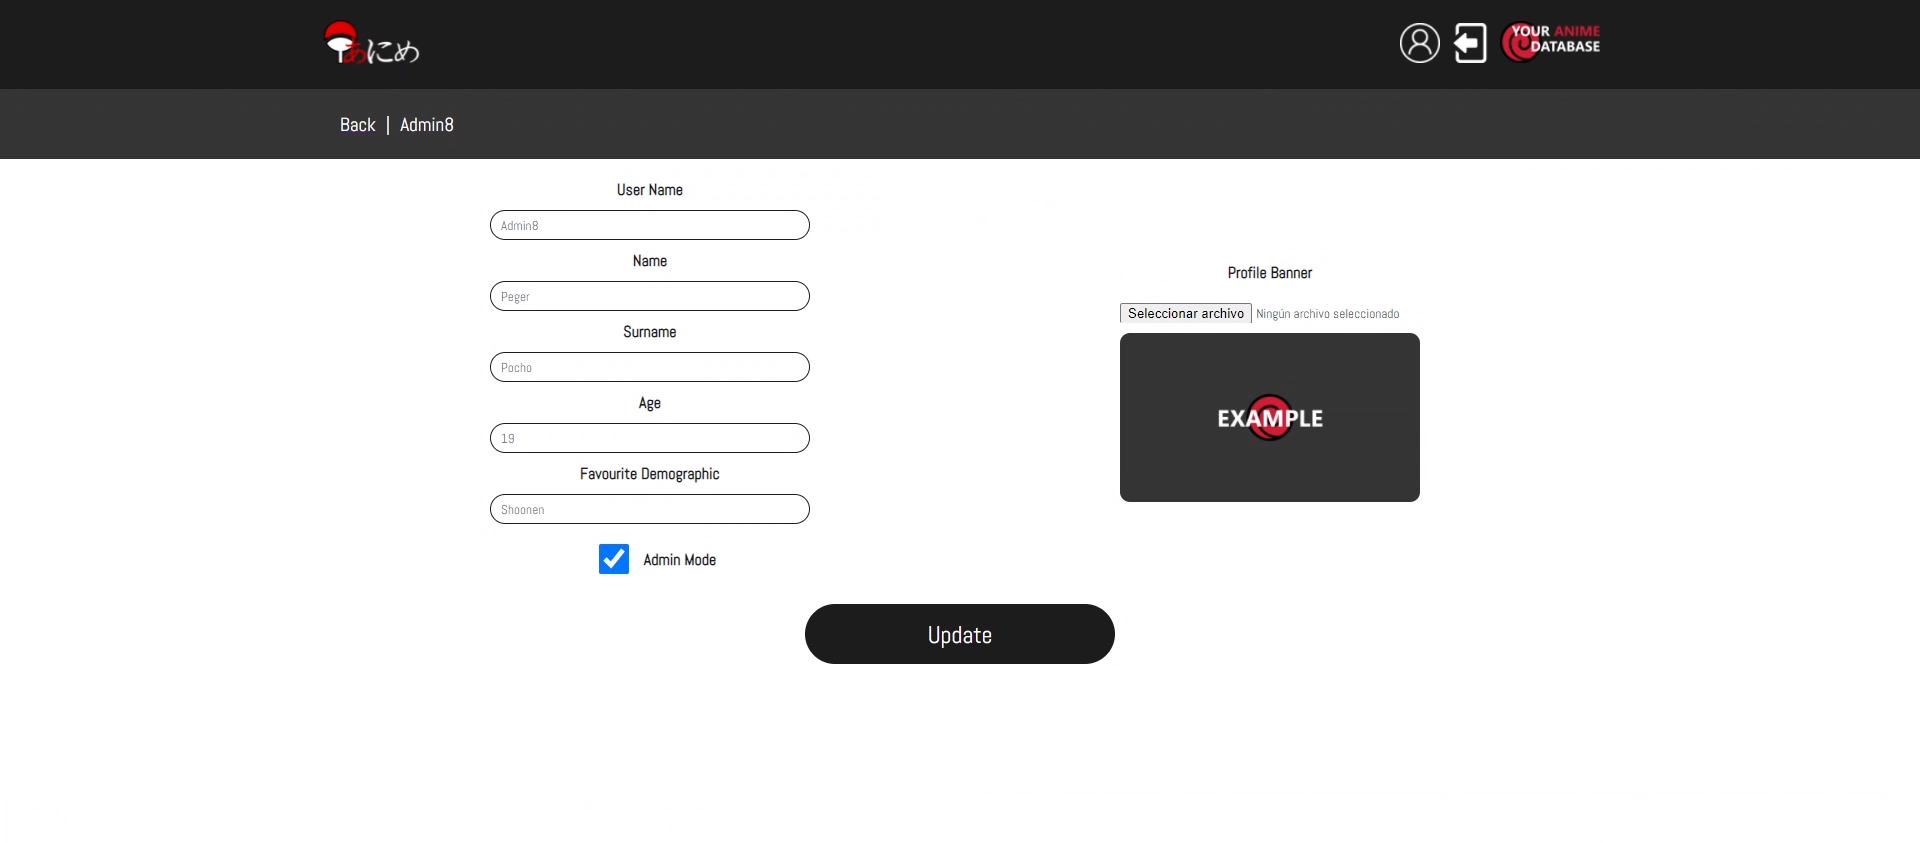 あにめ
YOUR ANIME
DATABASE
Back | Admin8
User Name
Admin8
Name
Peger
Surname
Pocho
Age
19
Favourite Demographic
Shoonen
Admin Mode
Profile Banner
Seleccionar archivo Ningún archivo seleccionado
EXAMPLE
Update